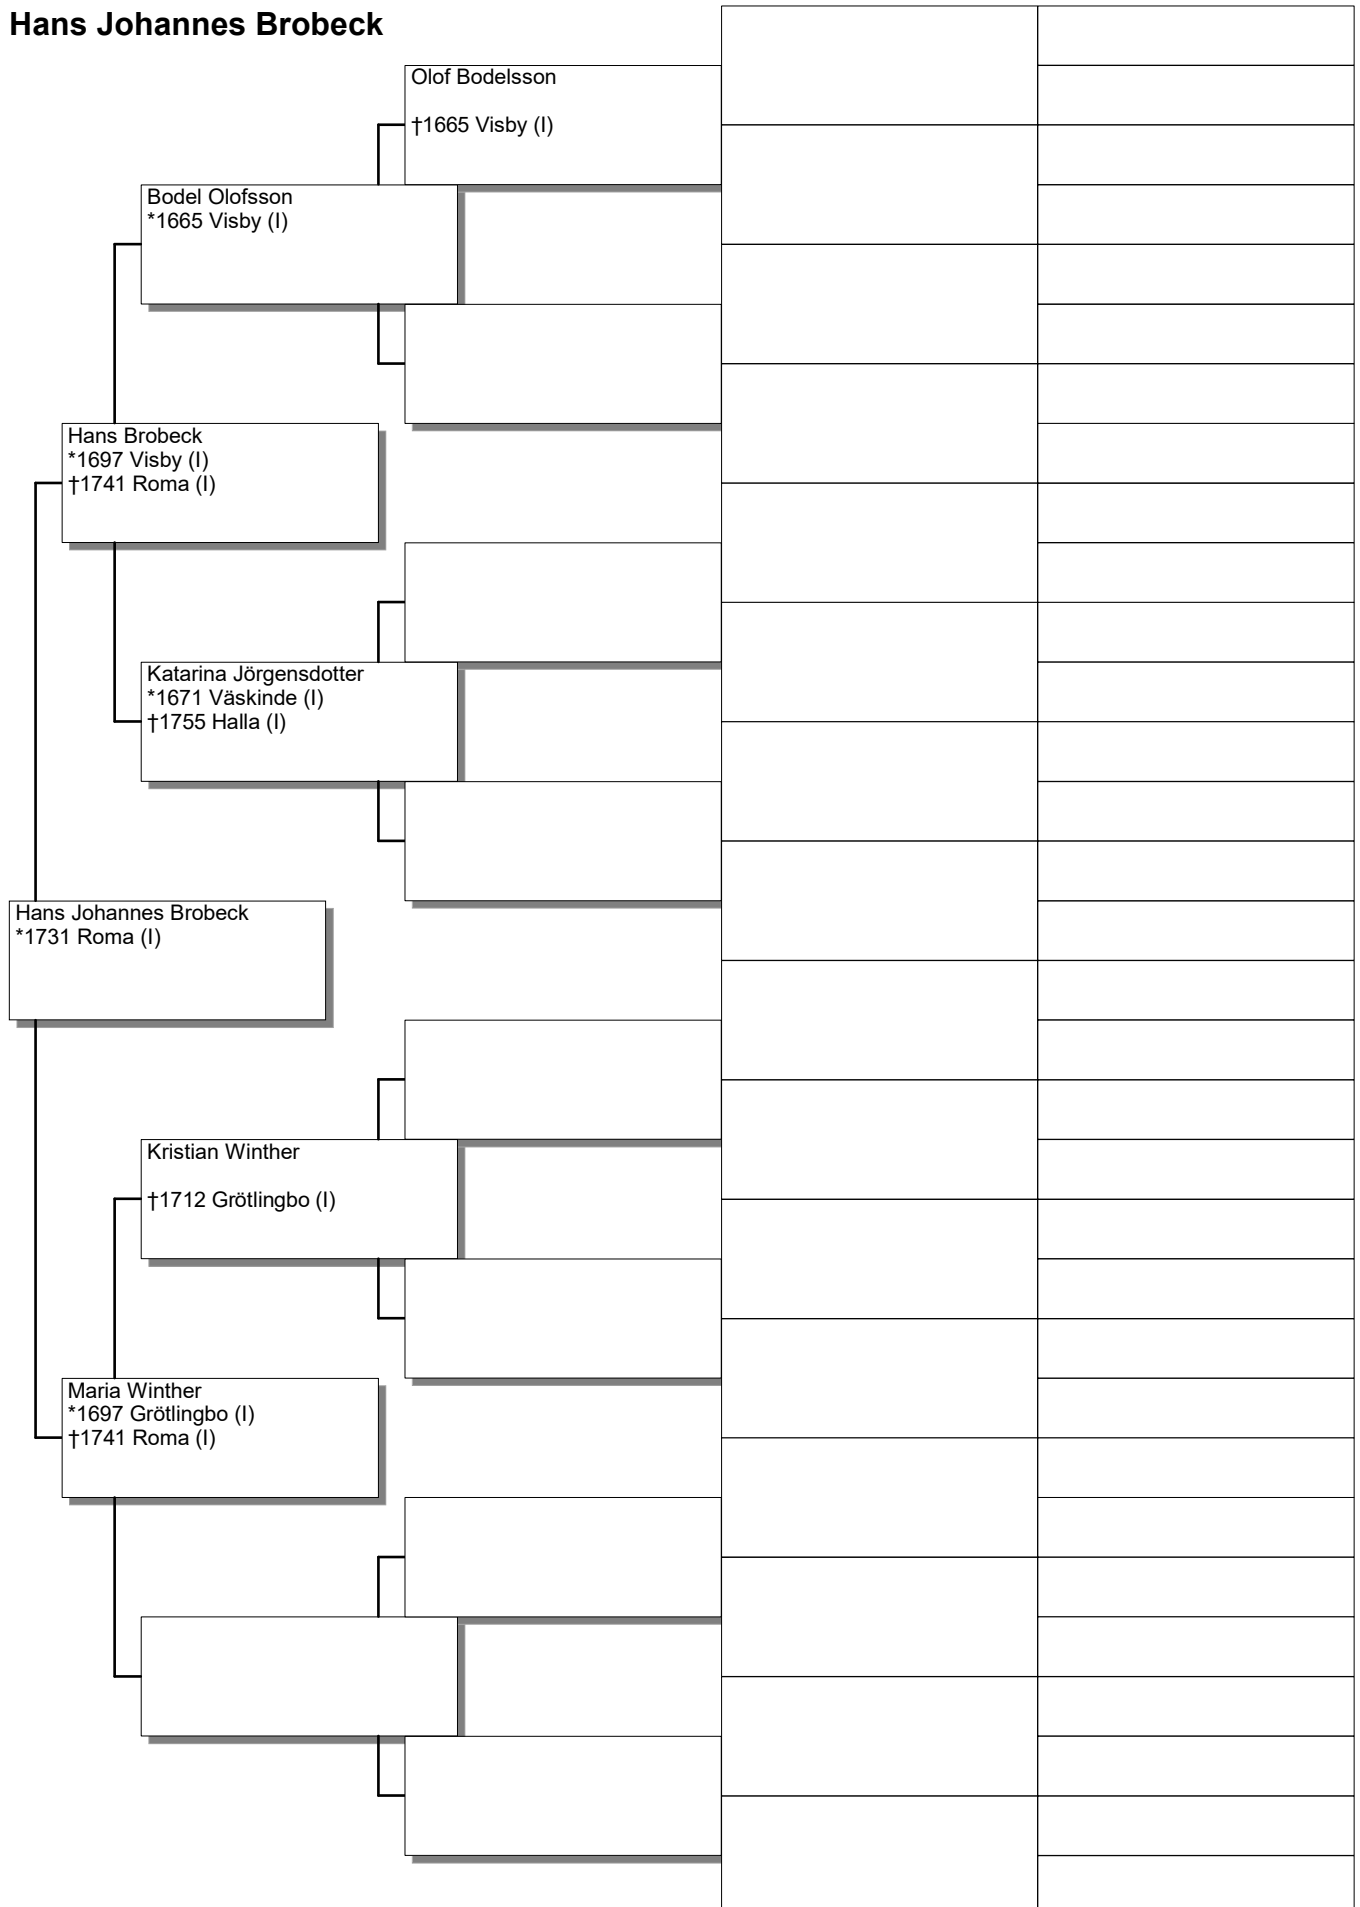 Hans Johannes Brobeck
Olof Bodelsson
†1665 Visby (I)
Bodel Olofsson
*1665 Visby (I)
Hans Brobeck
*1697 Visby (I)
†1741 Roma (I)
Katarina Jörgensdotter
*1671 Väskinde (I)
†1755 Halla (I)
Hans Johannes Brobeck
*1731 Roma (I)
Kristian Winther
†1712 Grötlingbo (I)
Maria Winther
*1697 Grötlingbo (I)
†1741 Roma (I)